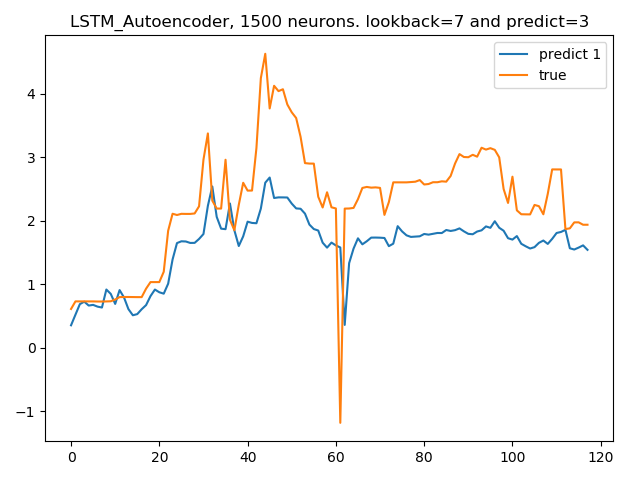 LSTM_Autoencoder, 1500 neurons. lookback=7 and predict=3
predict 1
true
4
3
2
1
0
−1
0 20 40 60 80 100 120